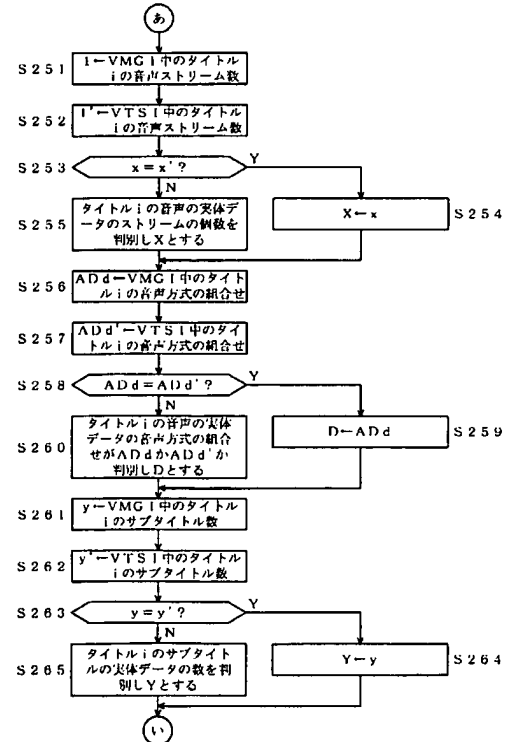 あ
S251
1←VMGI中のタイトル
iの音声ストリーム数
S252
1'←VTSI中のタイトル
iの音声ストリーム数
S253
x=x'?
Y
N
S255
タイトルiの音声の実体デ
ータのストリームの個数を
判別しXとする
X←x
S254
S256
ADd←VMGI中のタイト
ルiの音声方式の組合せ
S257
ADd'←VTSI中のタイ
トルiの音声方式の組合せ
S258
ADd=ADd'?
Y
N
S260
タイトルiの音声の実体
データの音声方式の組合
せがADdかADd'か
判別しDとする
D←ADd
S259
S261
y←VMGI中のタイトル
iのサブタイトル数
S262
y'←VTSI中のタイトル
iのサブタイトル数
S263
y=y'?
Y
N
S265
タイトルiのサブタイト
ルの実体データの数を判
別しYとする
Y←y
S264
い